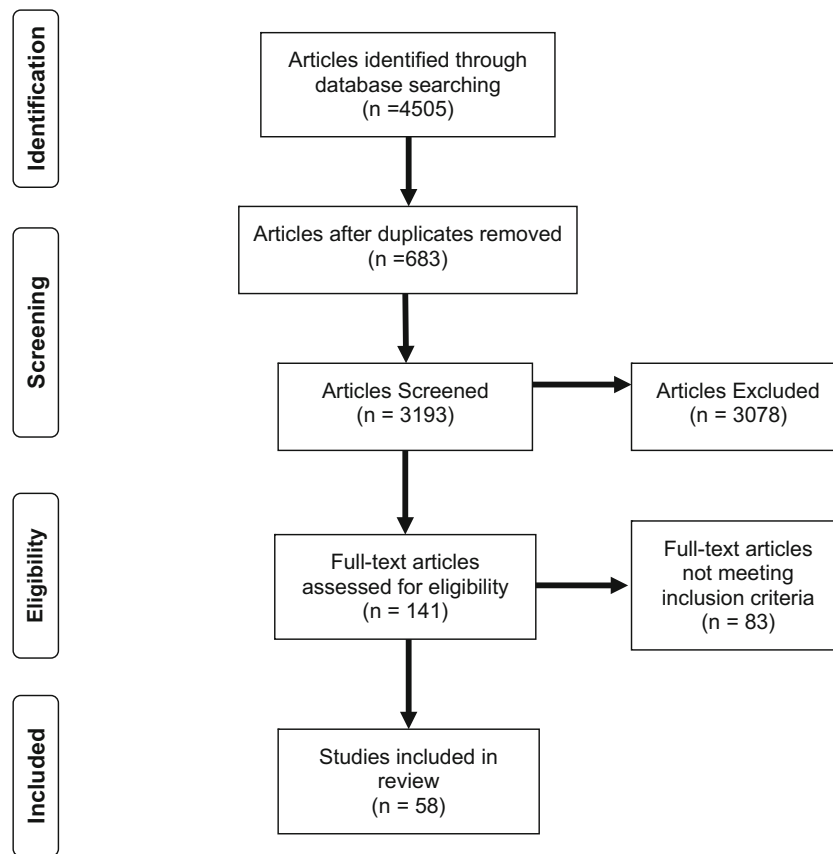 Identification
Articles identified through
database searching
(n =4505)
Screening
Articles after duplicates removed
(n =683)
Articles Screened
(n = 3193)
Articles Excluded
(n = 3078)
Eligibility
Full-text articles
assessed for eligibility
(n = 141)
Full-text articles
not meeting
inclusion criteria
(n = 83)
Included
Studies included in
review
(n = 58)